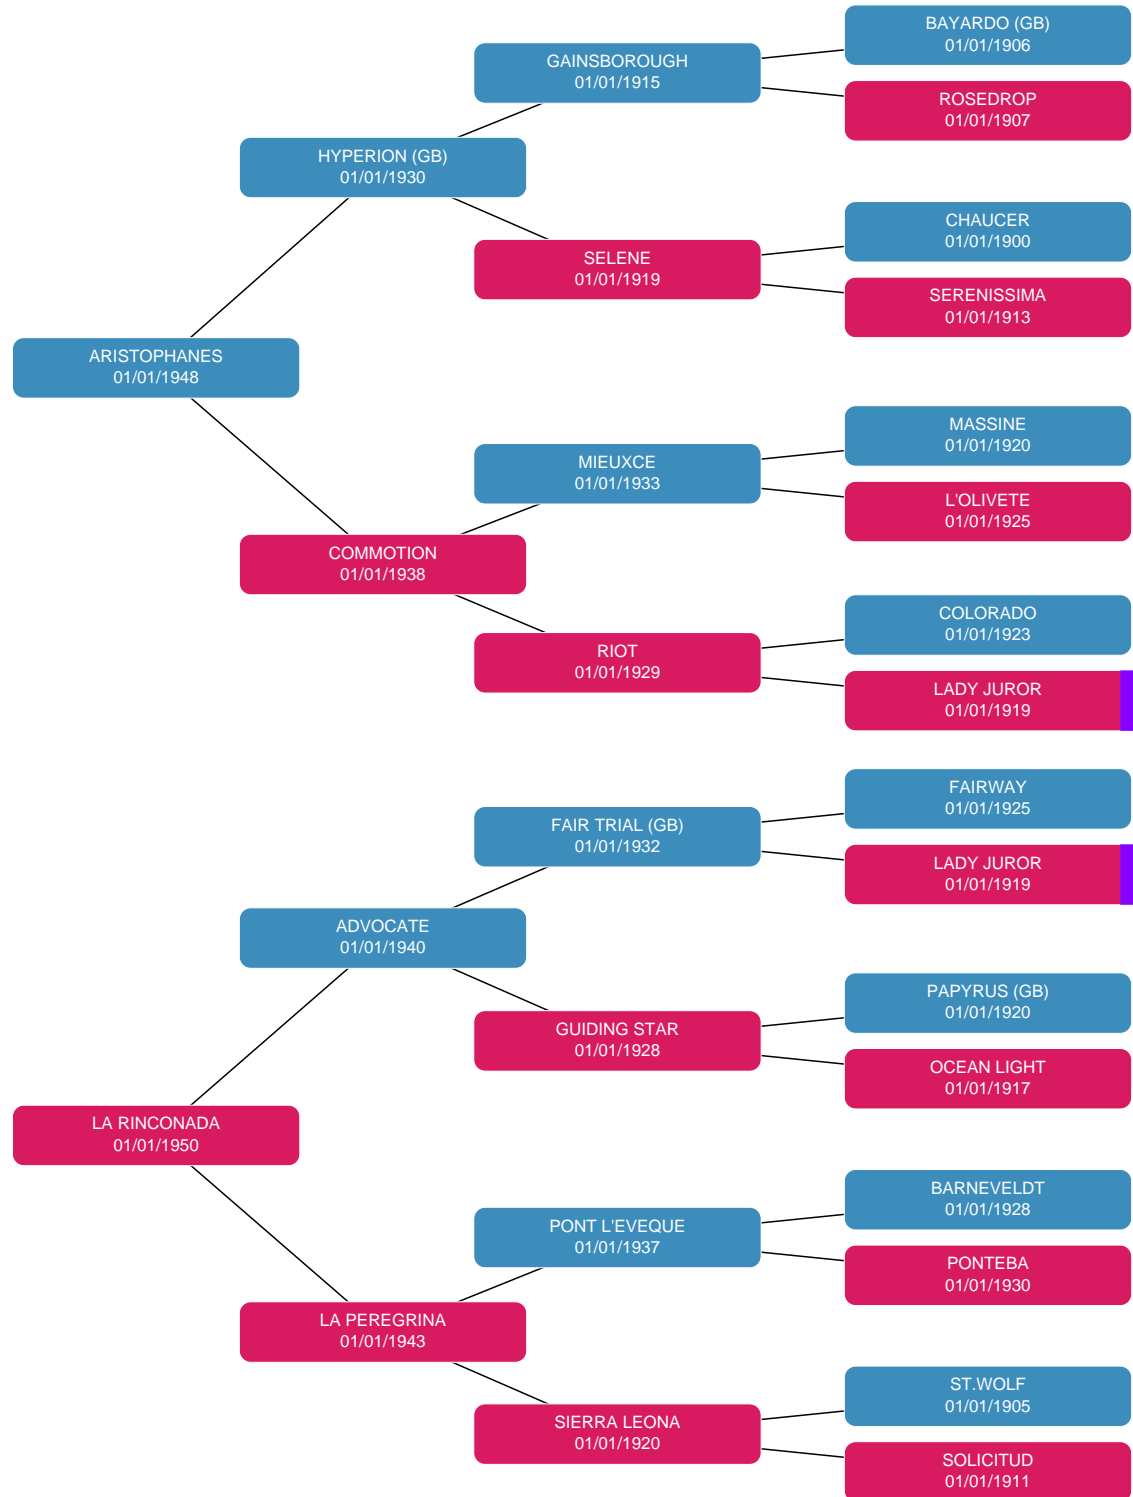 BAYARDO (GB)
01/01/1906
GAINSBOROUGH
01/01/1915
ROSEDROP
01/01/1907
HYPERION (GB)
01/01/1930
CHAUCER
01/01/1900
SELENE
01/01/1919
SERENISSIMA
01/01/1913
ARISTOPHANES
01/01/1948
MASSINE
01/01/1920
MIEUXCE
01/01/1933
L'OLIVETE
01/01/1925
COMMOTION
01/01/1938
COLORADO
01/01/1923
RIOT
01/01/1929
LADY JUROR
01/01/1919
FAIRWAY
01/01/1925
FAIR TRIAL (GB)
01/01/1932
LADY JUROR
01/01/1919
ADVOCATE
01/01/1940
PAPYRUS (GB)
01/01/1920
GUIDING STAR
01/01/1928
OCEAN LIGHT
01/01/1917
LA RINCONADA
01/01/1950
BARNEVELDT
01/01/1928
PONT L'EVEQUE
01/01/1937
PONTEBA
01/01/1930
LA PEREGRINA
01/01/1943
ST.WOLF
01/01/1905
SIERRA LEONA
01/01/1920
SOLICITUD
01/01/1911